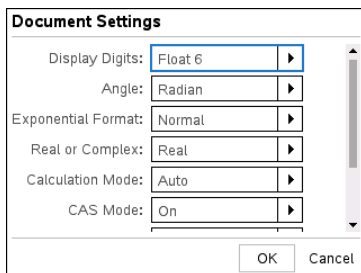 Document Settings
Display Digits: Float 6
Angle: Radian
Exponential Format: Normal
Real or Complex: Real
Calculation Mode: Auto
CAS Mode: On
OK Cancel